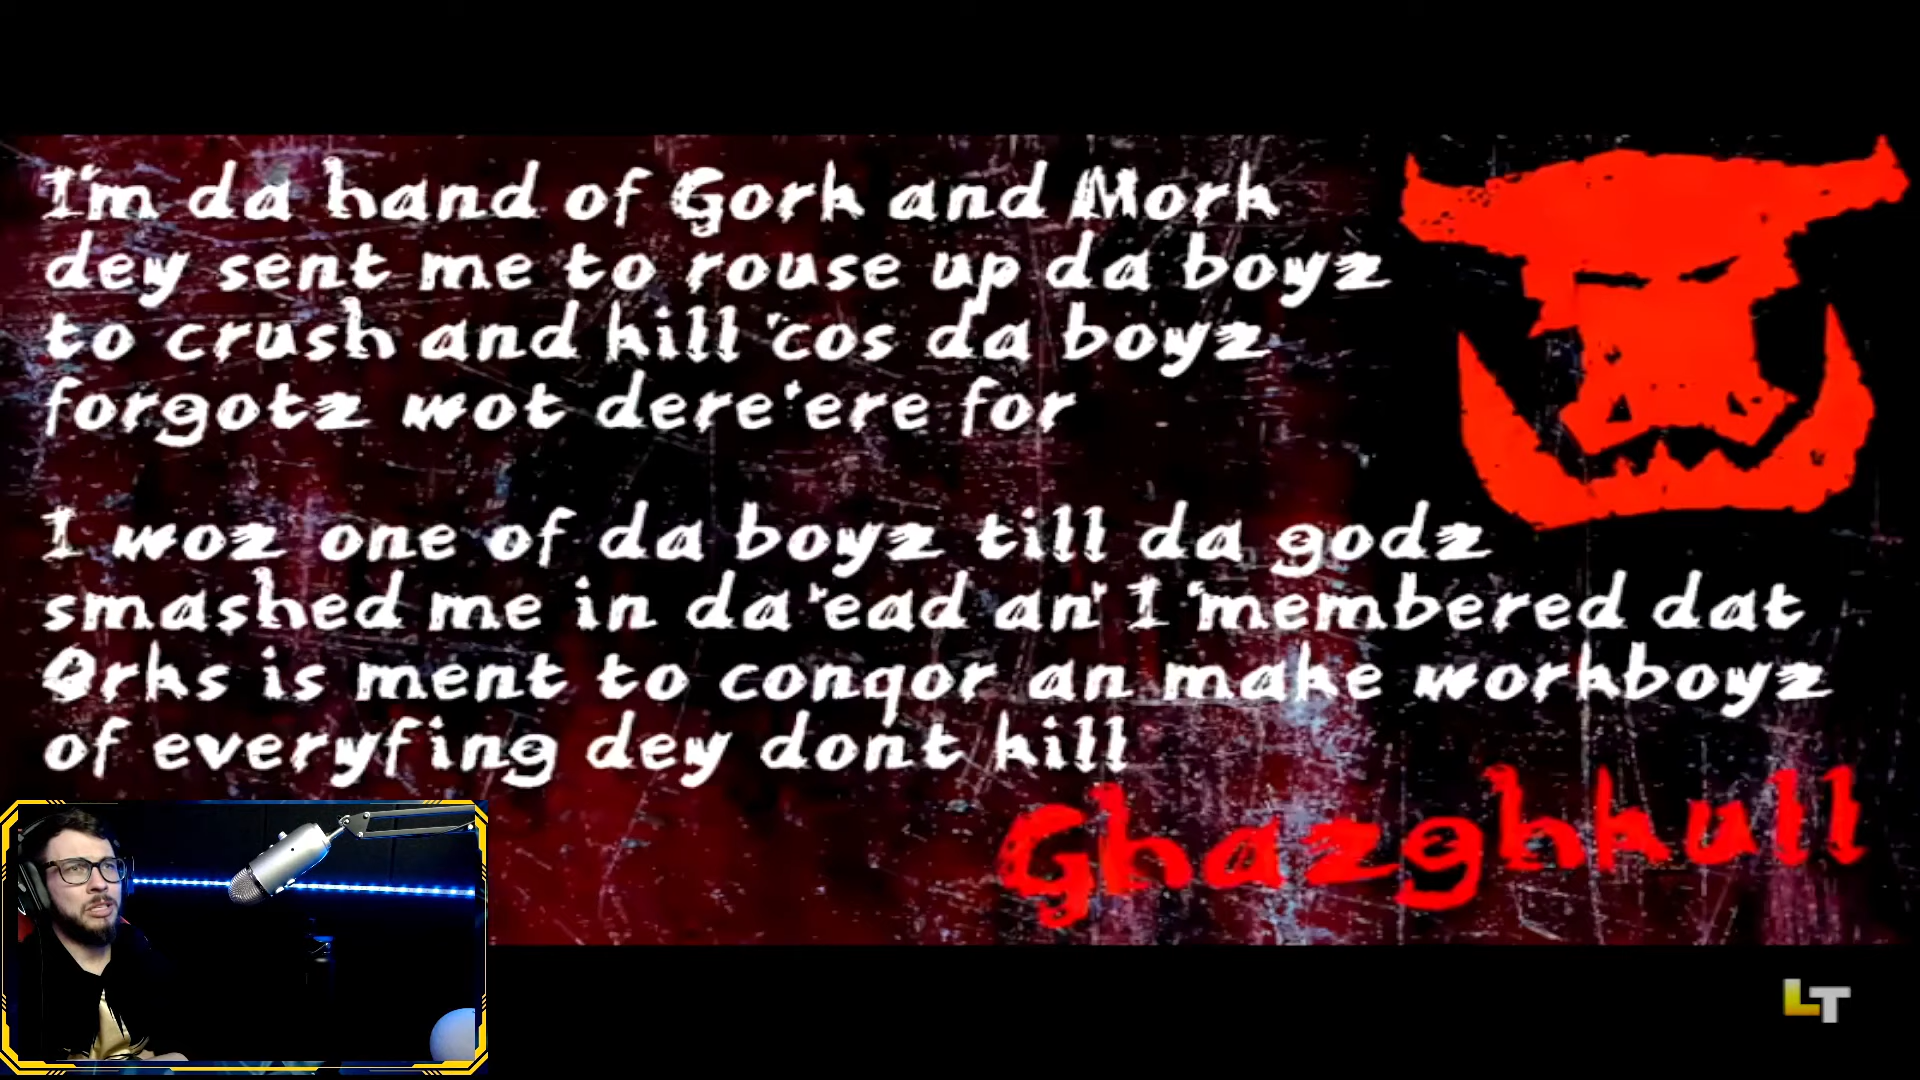 I'm da hand of Gork and Mork
dey sent me to rouse up da boyz
to crush and kill 'cos da boyz
forgotz wot dere 'ere for
I woz one of da boyz till da godz
smashed me in da 'ead an' I 'membered dat
Orks is ment to conqor an make workboyz
of everyfing dey dont kill
Ghazghkull
LT